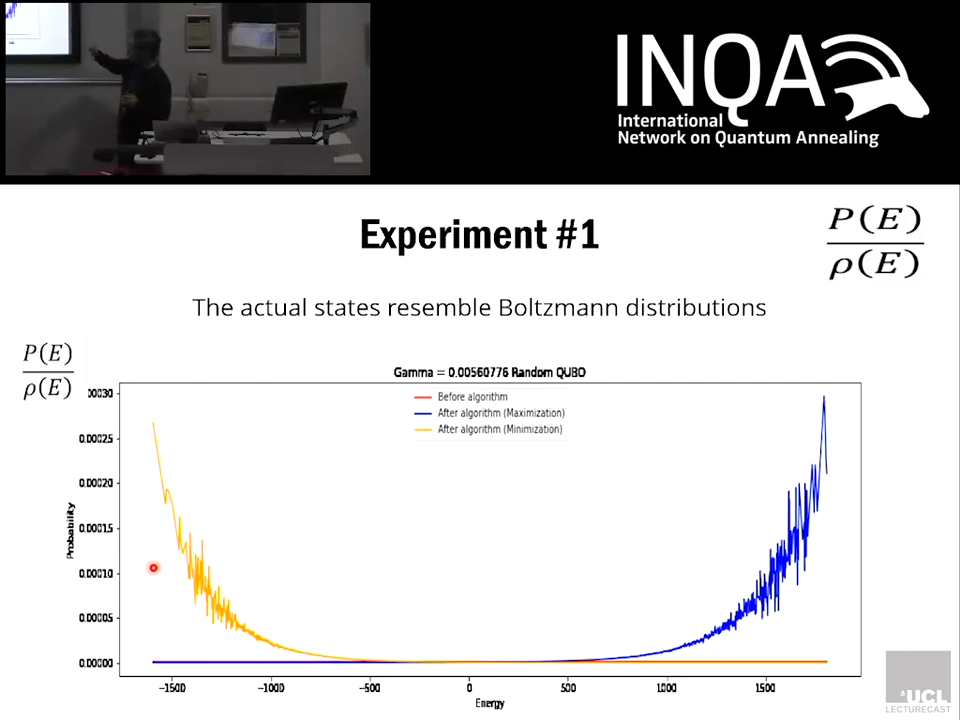 INQA
International
Network on Quantum Annealing
Experiment #1
P(E)
ρ(E)
The actual states resemble Boltzmann distributions
P(E)
ρ(E)
Gamma = 0.00560776 Random QUBO
Before algorithm
After algorithm (Maximization)
After algorithm (Minimization)
00030
0.00025
0.00020
0.00015
0.00010
0.00005
0.00000
Probability
−1500
−1000
−500
0
500
1000
1500
Energy
UCL
LECTURECAST